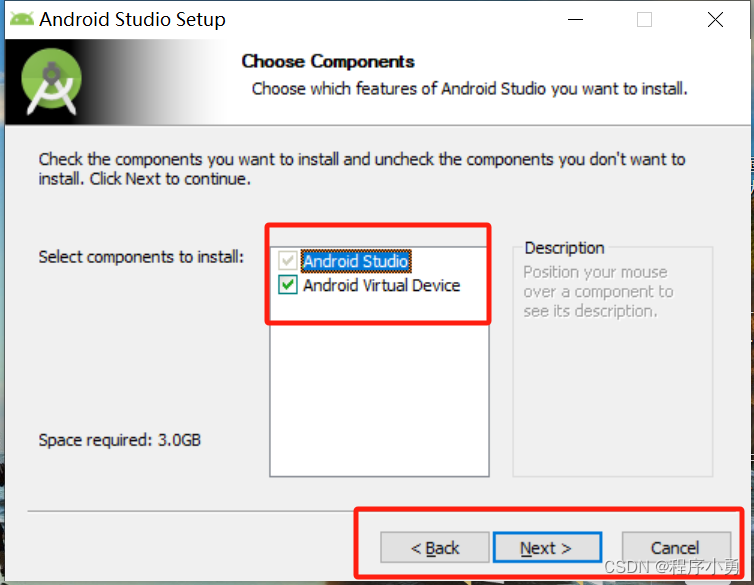 Android Studio Setup
Choose Components
Choose which features of Android Studio you want to install.
Check the components you want to install and uncheck the components you don't want to
install. Click Next to continue.
Select components to install:
Android Studio
Android Virtual Device
Description
Position your mouse
over a component to
see its description.
Space required: 3.0GB
< Back
Next >
Cancel
CSDN @程序小勇